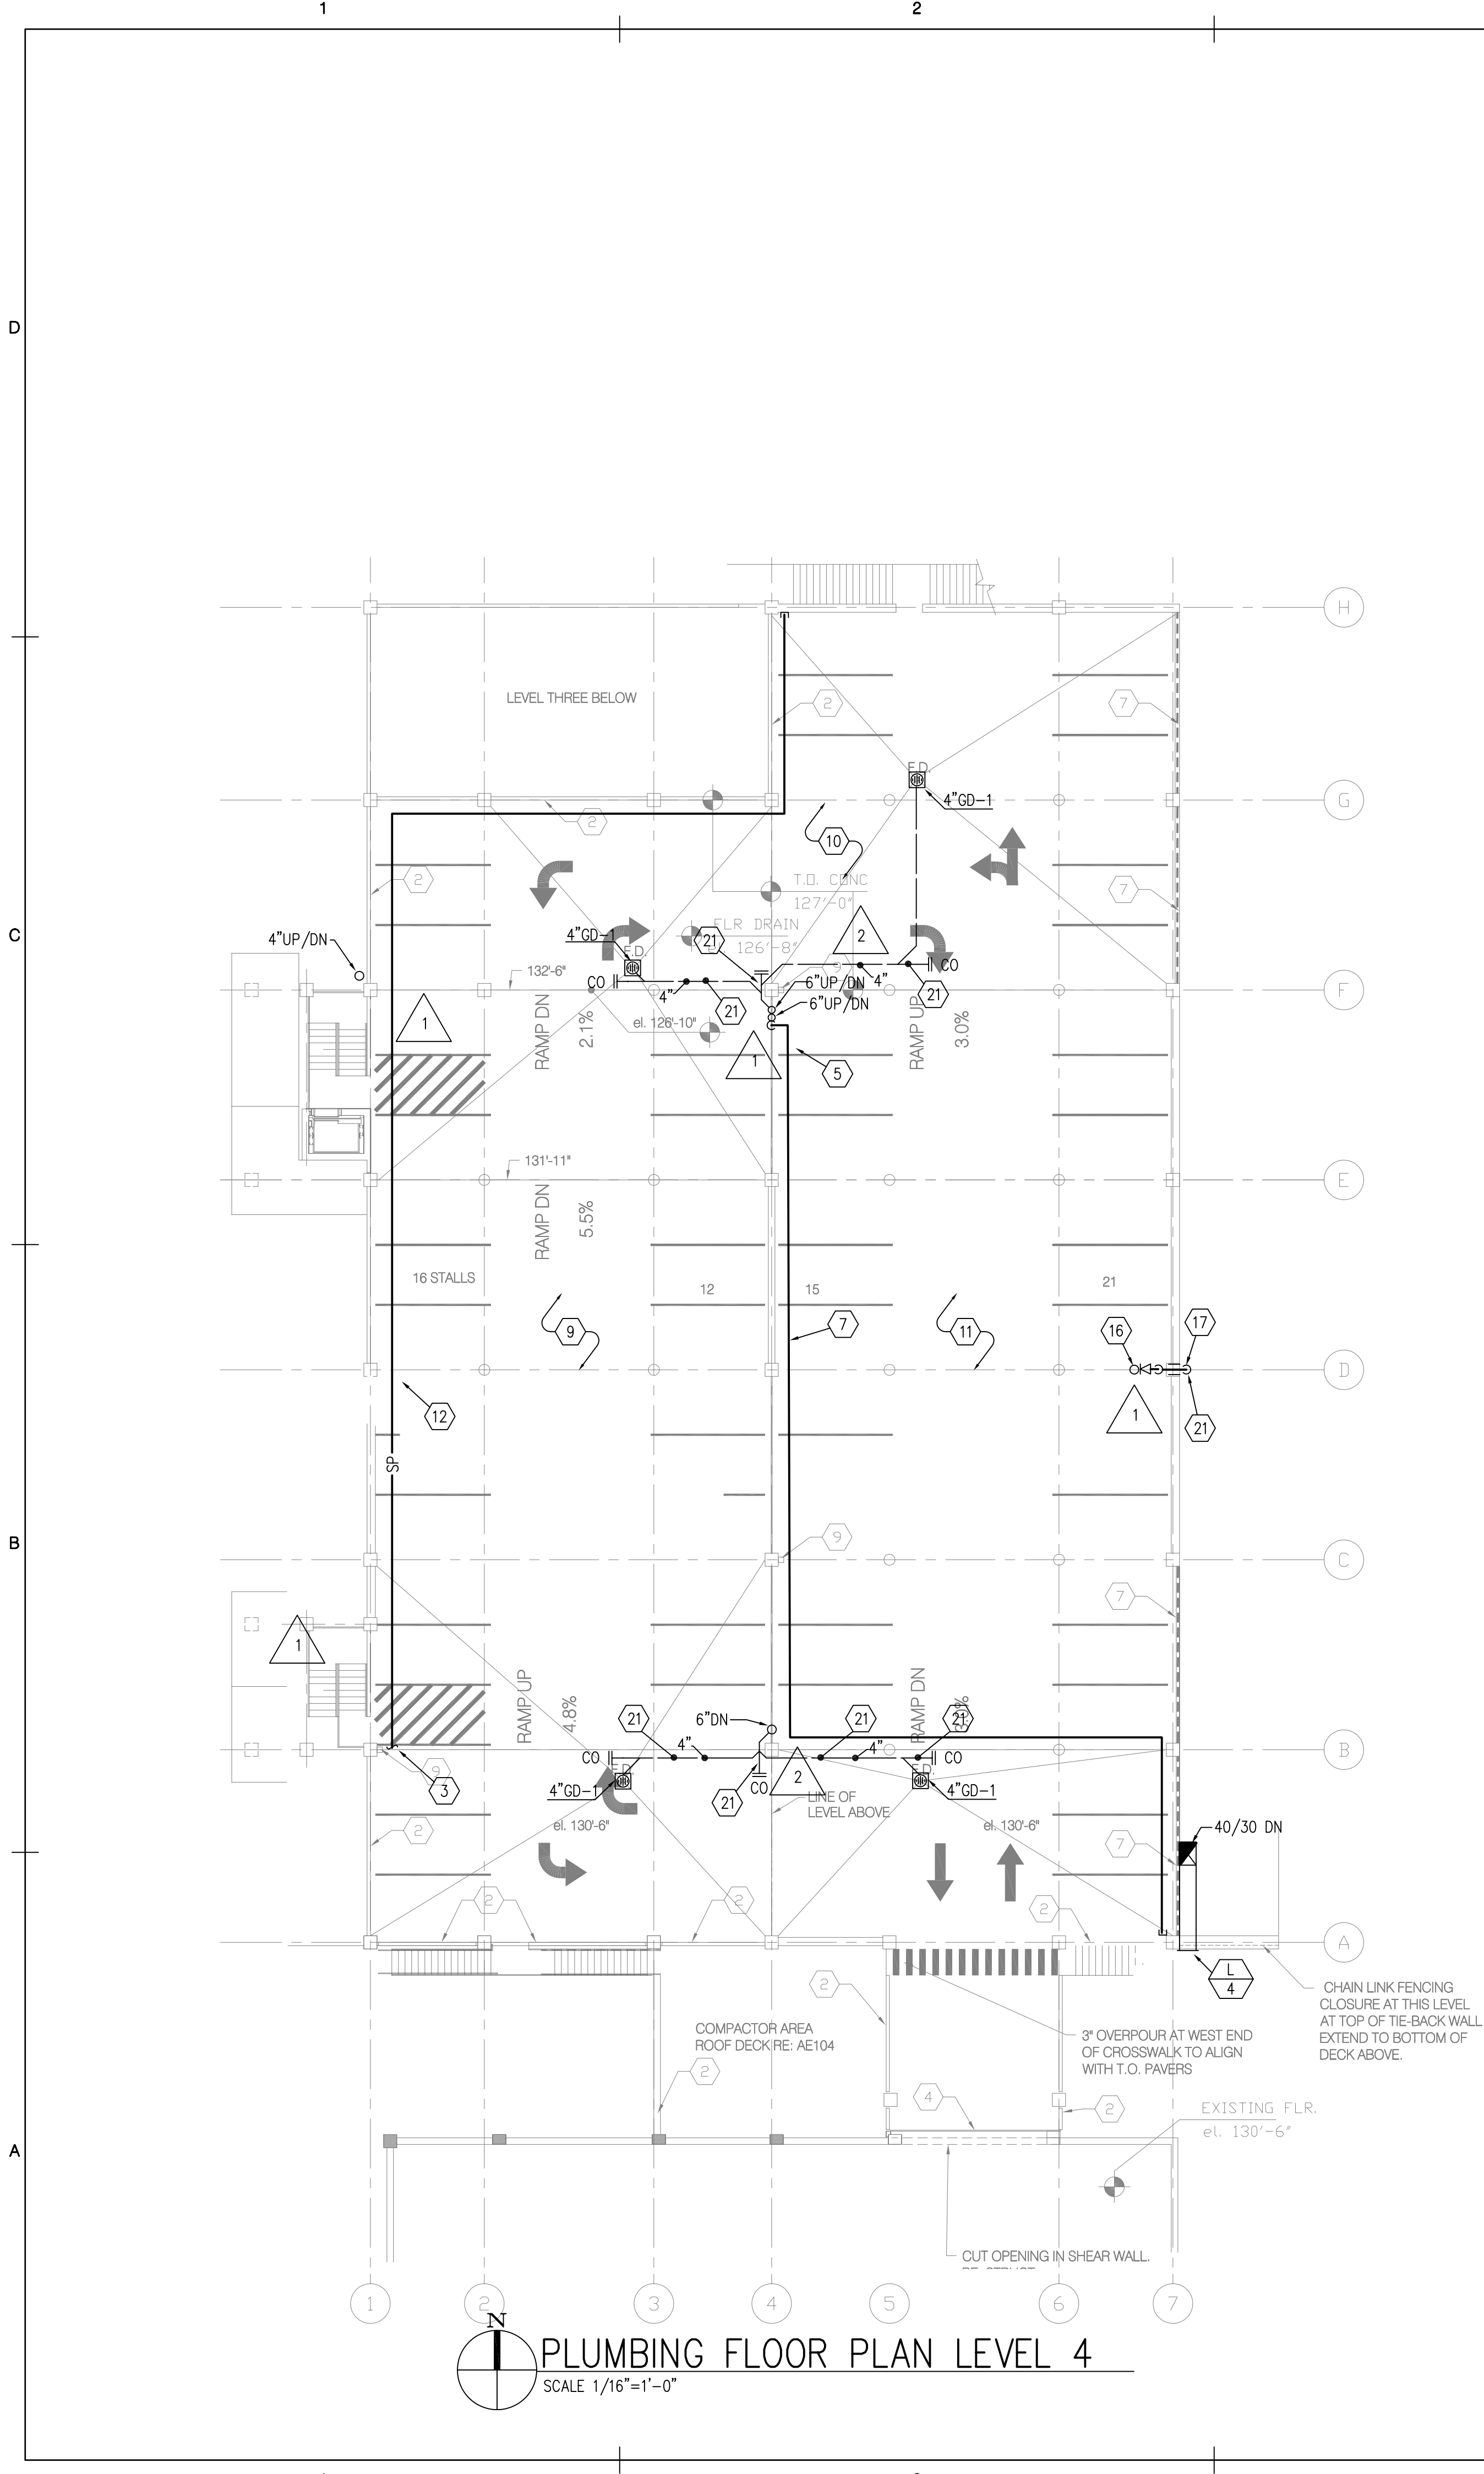 1
2
D
H
LEVEL THREE BELOW
2
7
F.D.
4"GD-1
G
2
10
2
T.O. CONC
127'-0"
7
C
FLR DRAIN
126'-8"
2
4"UP/DN
4"GD-1
F.D.
21
132'-6"
CO
4"
21
9
4"
CO
21
6"UP/DN
6"UP/DN
F
1
RAMP DN
2.1%
el. 126'-10"
1
5
RAMP UP
3.0%
131'-11"
E
RAMP DN
5.5%
16 STALLS
12
15
21
9
7
11
16
17
D
12
1
21
SP
B
9
C
7
1
RAMP UP
4.8%
21
6"DN
21
RAMP DN
21
B
CO
4"
4"
CO
9
3
F.D.
4"GD-1
21
CO
2
F.D.
4"GD-1
LINE OF
LEVEL ABOVE
2
el. 130'-6"
el. 130'-6"
7
40/30 DN
2
2
2
A
L
4
2
CHAIN LINK FENCING
CLOSURE AT THIS LEVEL
AT TOP OF TIE-BACK WALL
EXTEND TO BOTTOM OF
DECK ABOVE.
COMPACTOR AREA
ROOF DECK RE: AE104
3" OVERPOUR AT WEST END
OF CROSSWALK TO ALIGN
WITH T.O. PAVERS
2
4
2
EXISTING FLR.
el. 130'-6"
A
CUT OPENING IN SHEAR WALL.
1
2
3
4
5
6
7
N
PLUMBING FLOOR PLAN LEVEL 4
SCALE 1/16"=1'-0"